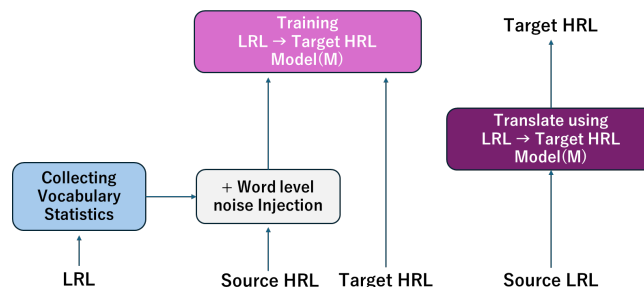 Training
LRL → Target HRL
Model(M)
Target HRL
Translate using
LRL → Target HRL
Model(M)
Collecting
Vocabulary
Statistics
+ Word level
noise Injection
LRL
Source HRL
Target HRL
Source LRL